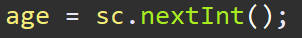 age = sc.nextInt();